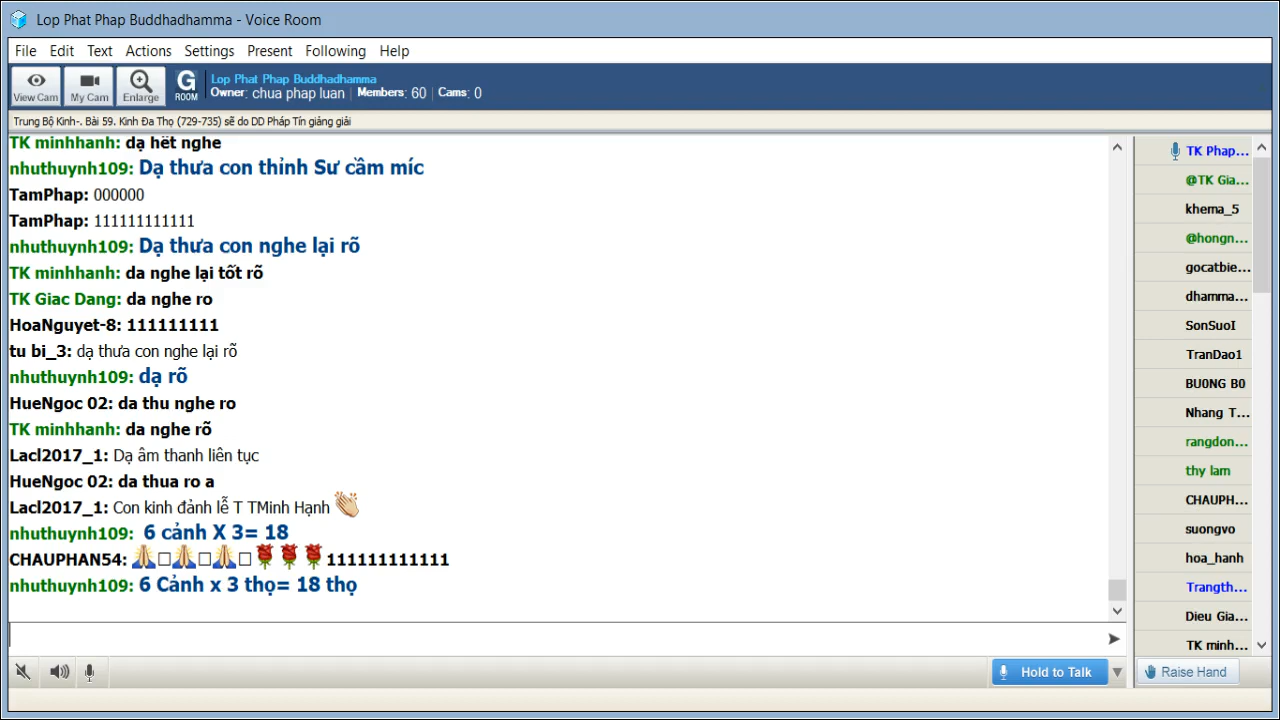 Lop Phat Phap Buddhadhamma - Voice Room
File Edit Text Actions Settings Present Following Help
View Cam My Cam Enlarge G ROOM
Lop Phat Phap Buddhadhamma
Owner: chua phap luan Members: 60 Cams: 0
Trung Bộ Kinh-. Bài 59. Kinh Đa Thọ (729-735) sẽ do DD Pháp Tín giảng giải
TK minhhanh: dạ hết nghe
nhuthuynh109: Dạ thưa con thỉnh Sư cầm míc
TamPhap: 000000
TamPhap: 111111111111
nhuthuynh109: Dạ thưa con nghe lại rõ
TK minhhanh: da nghe lại tốt rõ
TK Giac Dang: da nghe ro
HoaNguyet-8: 111111111
tu bi_3: dạ thưa con nghe lại rõ
nhuthuynh109: dạ rõ
HueNgoc 02: da thu nghe ro
TK minhhanh: da nghe rõ
Lacl2017_1: Dạ âm thanh liên tục
HueNgoc 02: da thua ro a
Lacl2017_1: Con kinh đảnh lễ T TMinh Hạnh
nhuthuynh109: 6 cảnh X 3= 18
CHAUPHAN54: 111111111111
nhuthuynh109: 6 Cảnh x 3 thọ= 18 thọ
TK Phap...
@TK Gia...
khema_5
@hongn...
gocatbie...
dhamma...
SonSuoI
TranDao1
BU0NG B0
Nhang T...
rangdon...
thy lam
CHAUPH...
suongvo
hoa_hanh
Trangth...
Dieu Gia...
TK minh...
Hold to Talk
Raise Hand